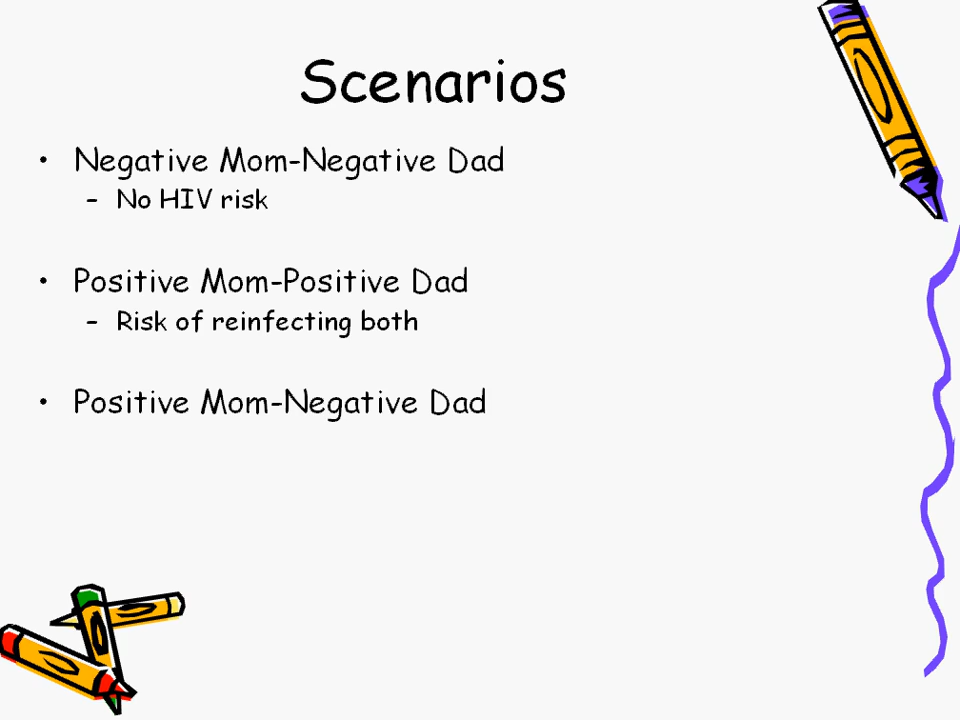 Scenarios
• Negative Mom-Negative Dad
– No HIV risk
• Positive Mom-Positive Dad
– Risk of reinfecting both
• Positive Mom-Negative Dad